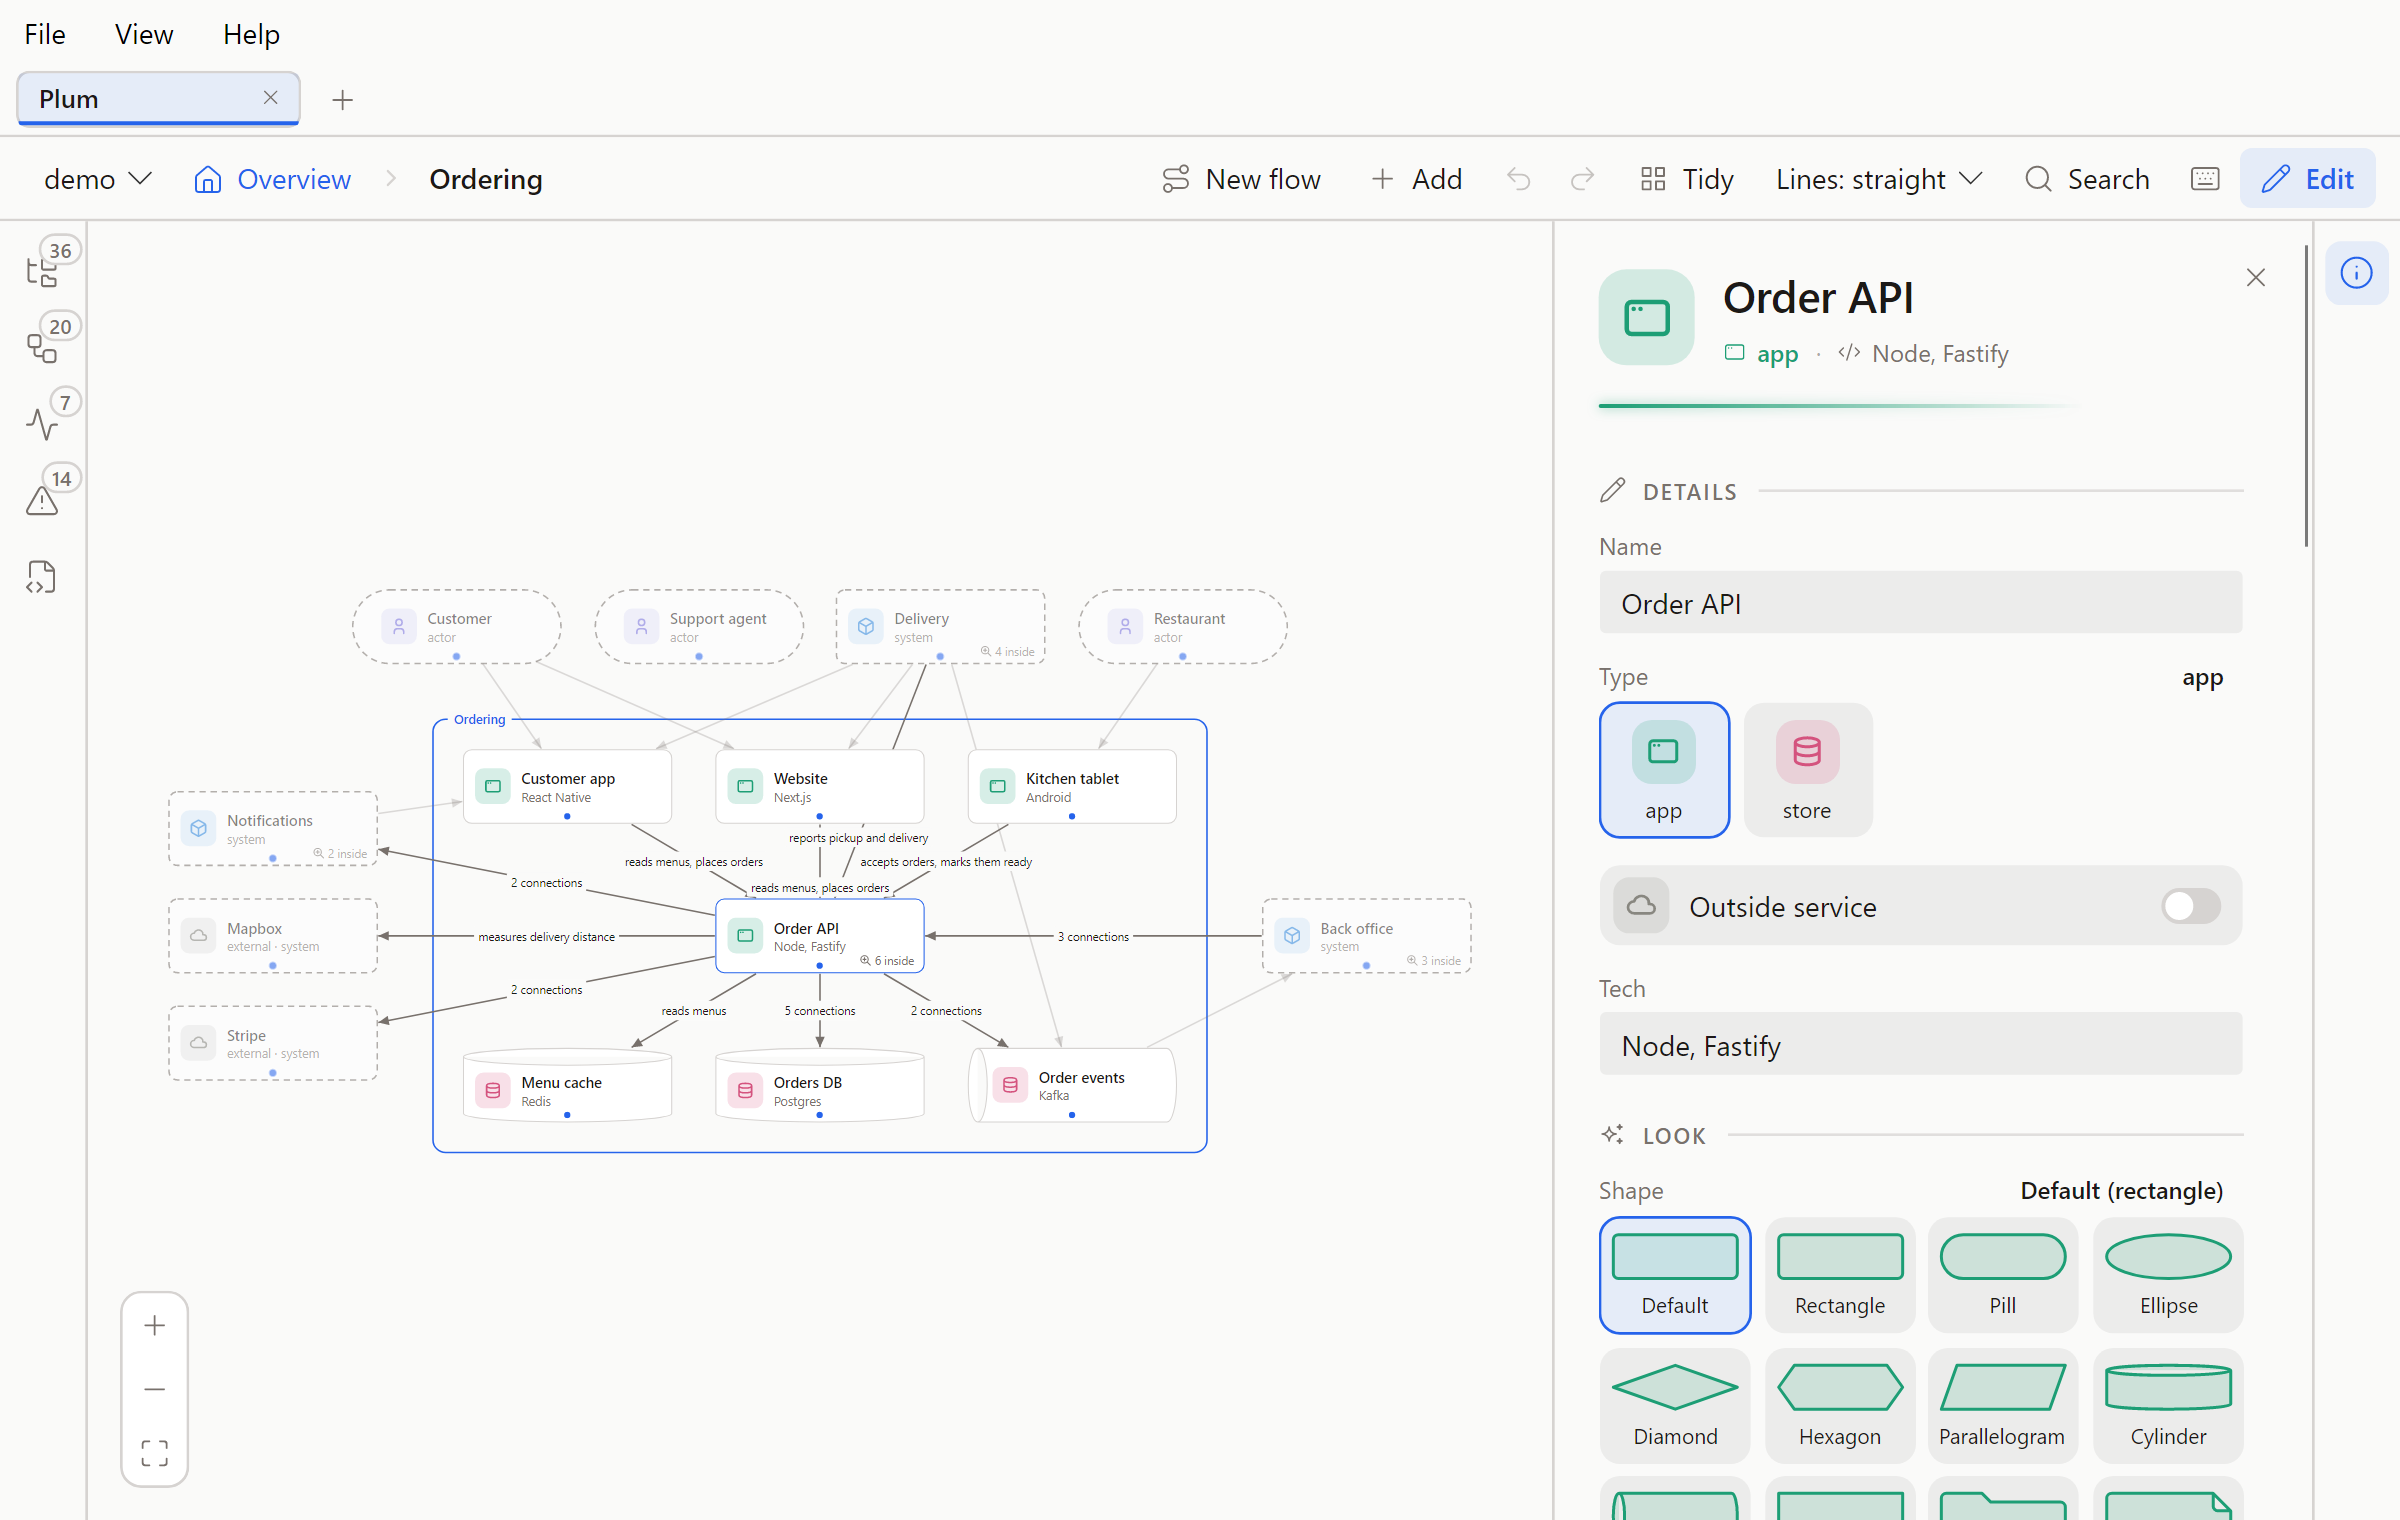 File View Help
Plum
demo Overview Ordering New flow Add Tidy Lines: straight Search Edit
36
20
7
14
Customer
actor
Support agent
actor
Delivery
system
4 inside
Restaurant
actor
Ordering
Customer app
React Native
Website
Next.js
Kitchen tablet
Android
Notifications
system
2 inside
reports pickup and delivery
reads menus, places orders
accepts orders, marks them ready
2 connections
reads menus, places orders
Mapbox
external · system
measures delivery distance
Order API
Node, Fastify
6 inside
3 connections
Back office
system
3 inside
2 connections
reads menus
5 connections
2 connections
Stripe
external · system
Menu cache
Redis
Orders DB
Postgres
Order events
Kafka
Order API
app · Node, Fastify
DETAILS
Name
Order API
Type app
app store
Outside service
Tech
Node, Fastify
LOOK
Shape Default (rectangle)
Default Rectangle Pill Ellipse
Diamond Hexagon Parallelogram Cylinder